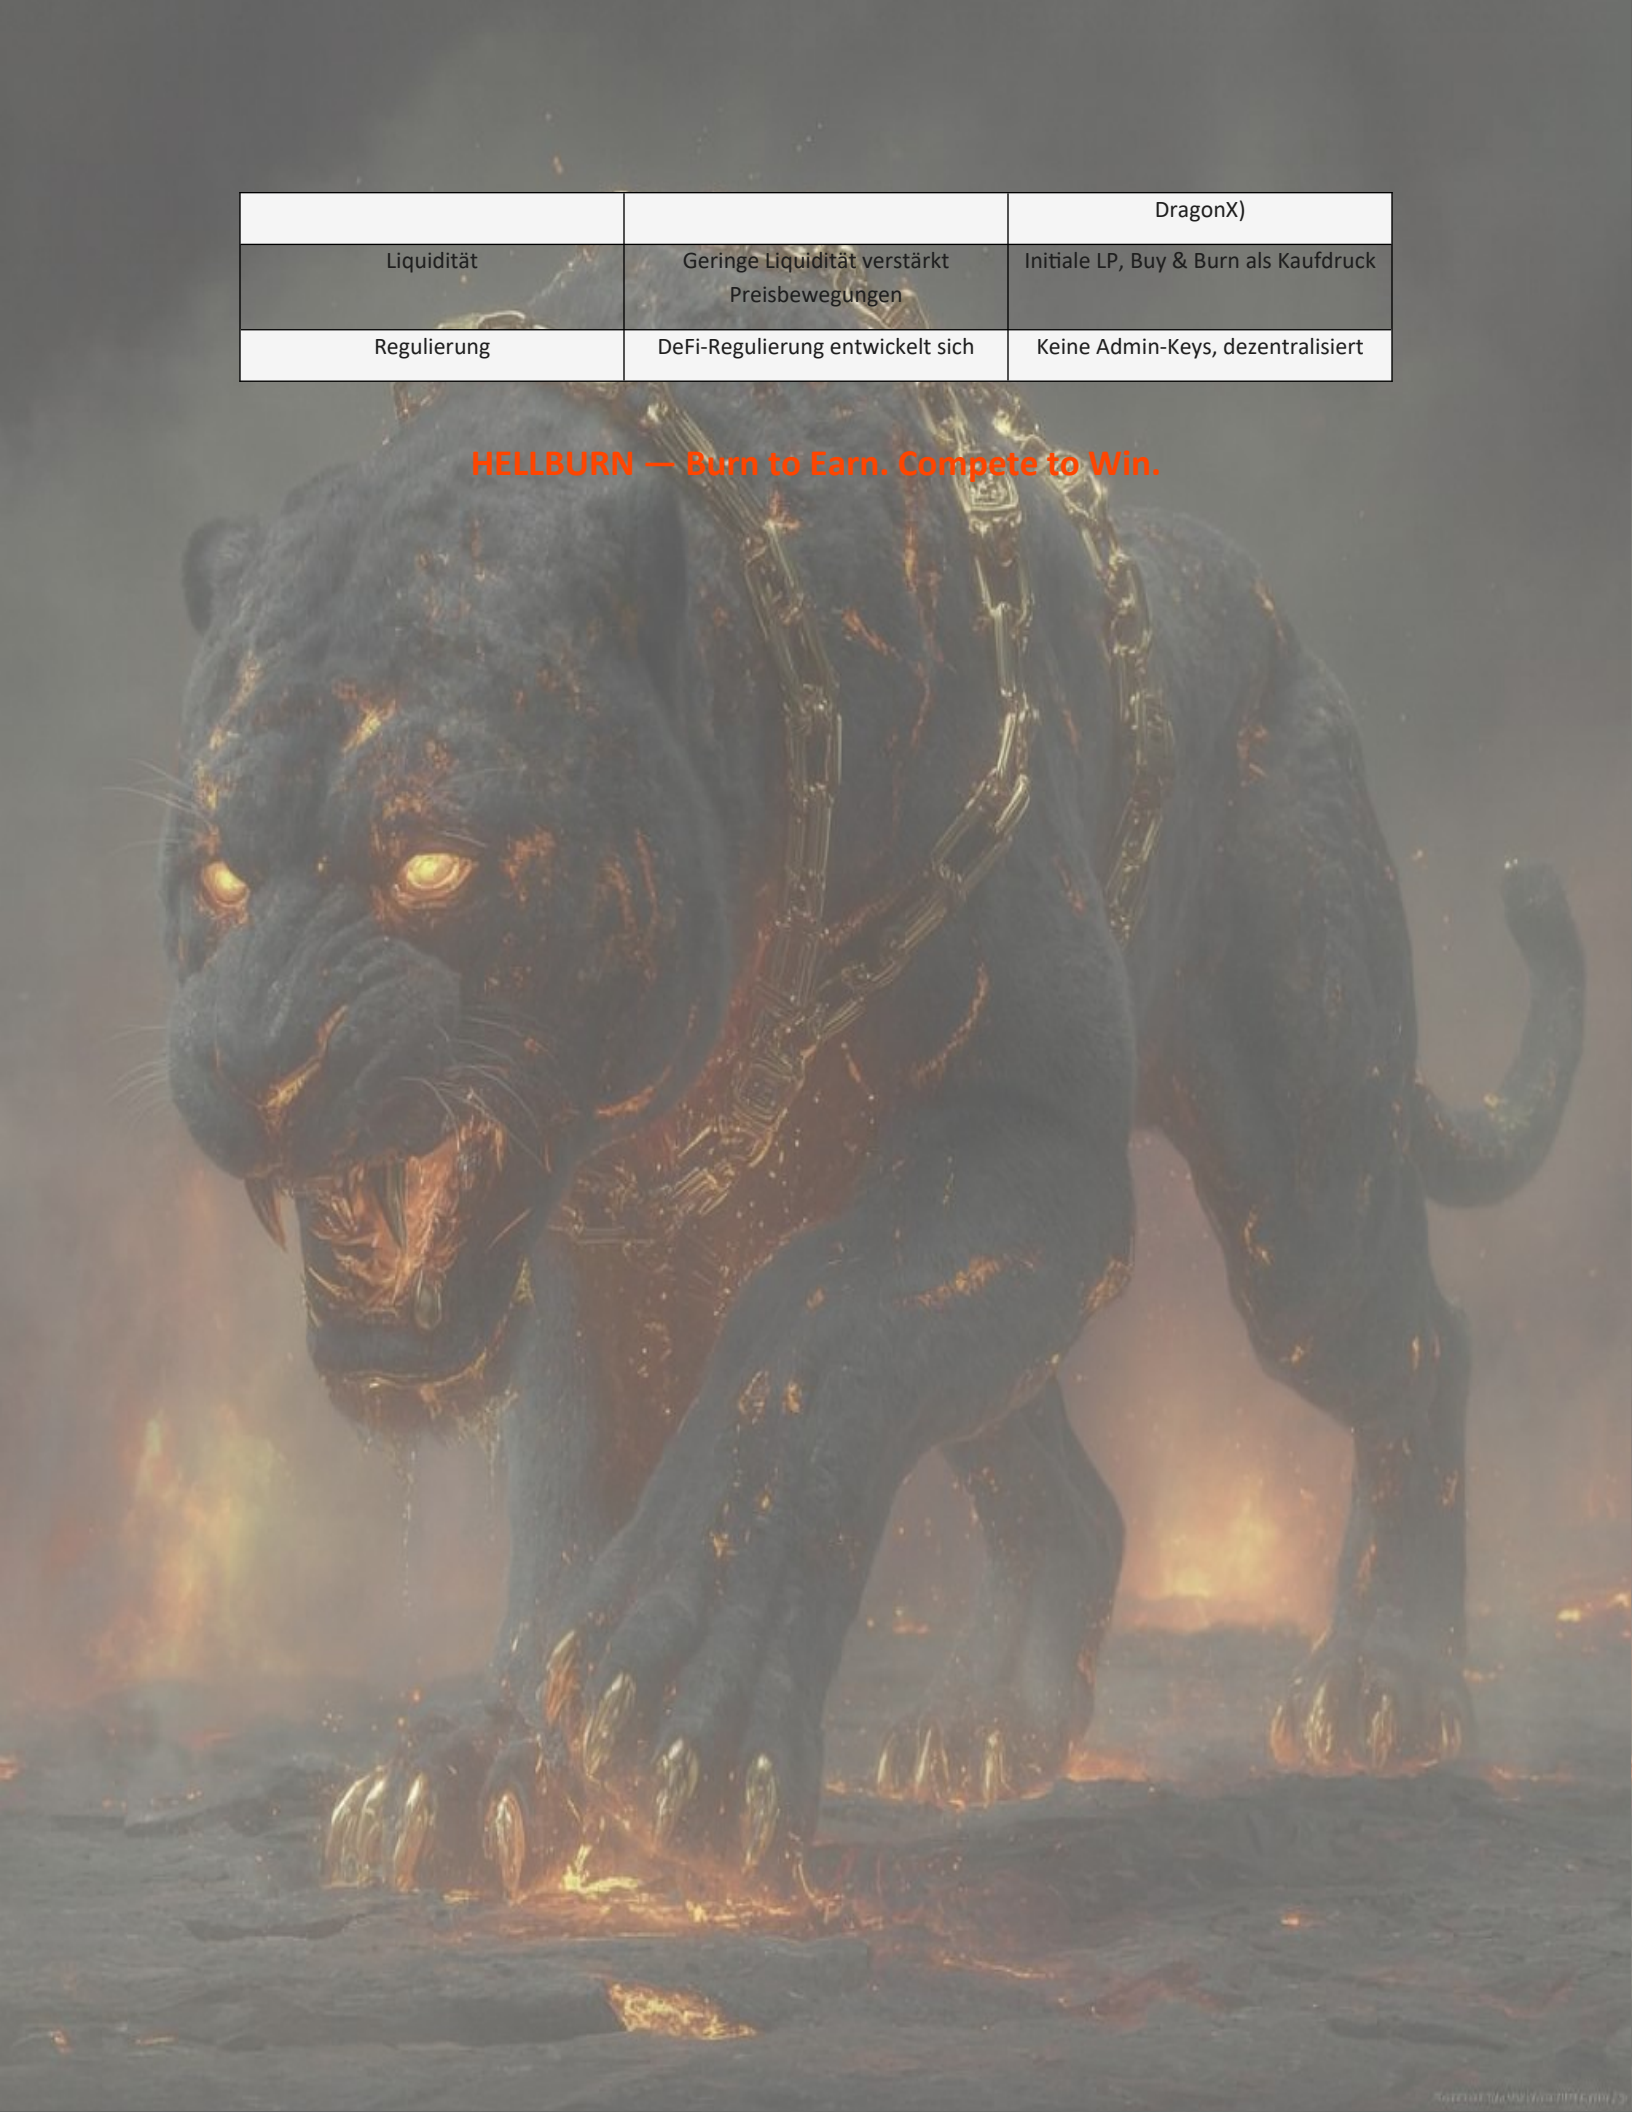 DragonX)
Liquidität
Geringe Liquidität verstärkt
Preisbewegungen
Initiale LP, Buy & Burn als Kaufdruck
Regulierung
DeFi-Regulierung entwickelt sich
Keine Admin-Keys, dezentralisiert
HELLBURN — Burn to Earn. Compete to Win.